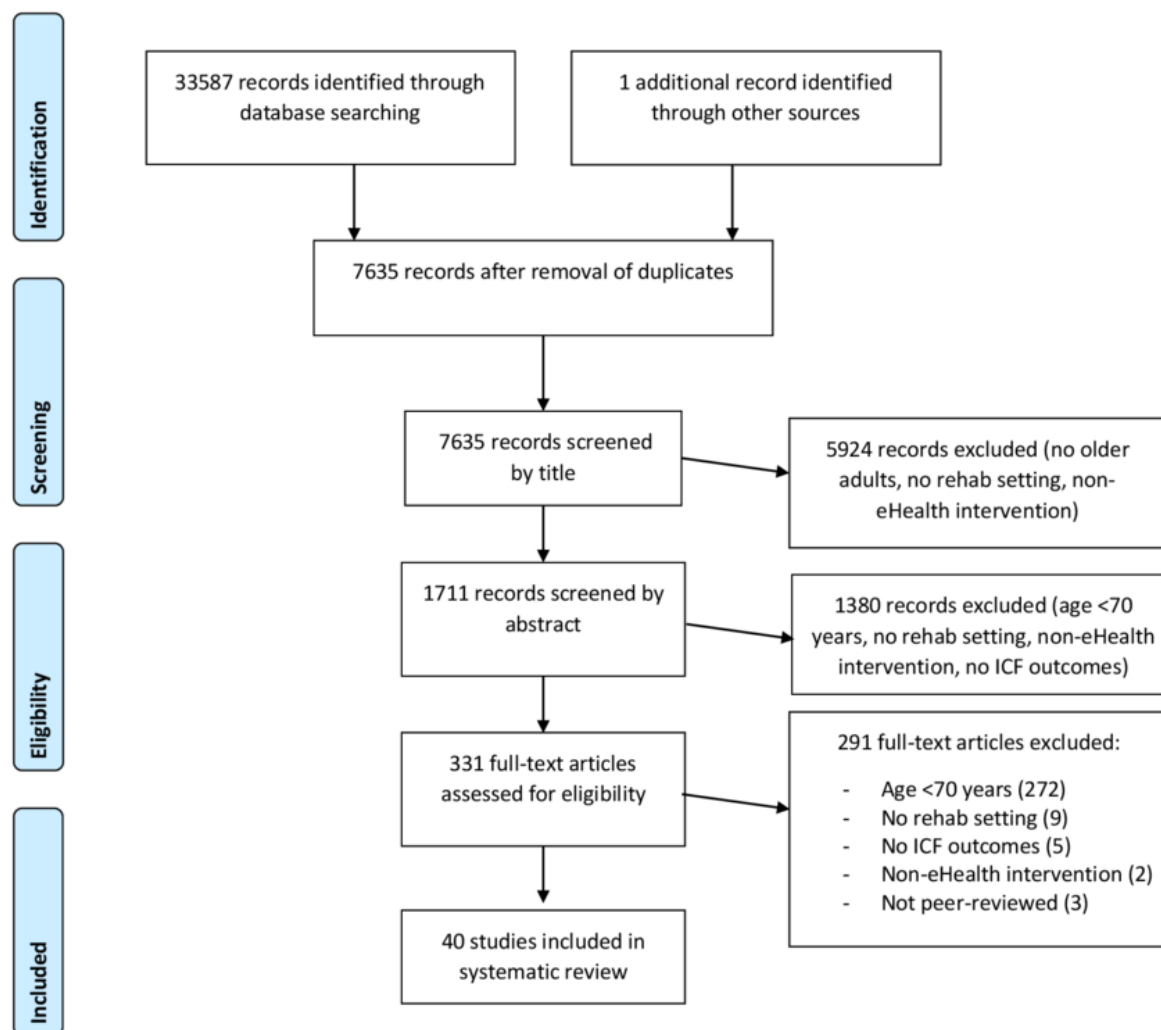 Identification
33587 records identified through
database searching
1 additional record identified
through other sources
7635 records after removal of duplicates
Screening
7635 records screened
by title
5924 records excluded (no older
adults, no rehab setting, non-
eHealth intervention)
Eligibility
1711 records screened by
abstract
1380 records excluded (age <70
years, no rehab setting, non-eHealth
intervention, no ICF outcomes)
331 full-text articles
assessed for eligibility
291 full-text articles excluded:
- Age <70 years (272)
- No rehab setting (9)
- No ICF outcomes (5)
- Non-eHealth intervention (2)
- Not peer-reviewed (3)
Included
40 studies included in
systematic review